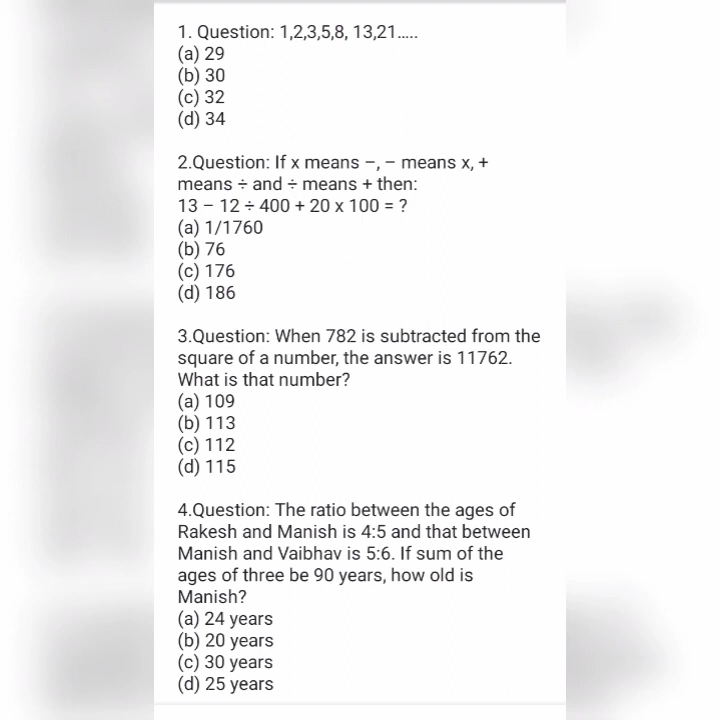 1. Question: 1,2,3,5,8, 13,21.....
(a) 29
(b) 30
(c) 32
(d) 34
2.Question: If x means –, – means x, +
means ÷ and ÷ means + then:
13 – 12 ÷ 400 + 20 x 100 = ?
(a) 1/1760
(b) 76
(c) 176
(d) 186
3.Question: When 782 is subtracted from the
square of a number, the answer is 11762.
What is that number?
(a) 109
(b) 113
(c) 112
(d) 115
4.Question: The ratio between the ages of
Rakesh and Manish is 4:5 and that between
Manish and Vaibhav is 5:6. If sum of the
ages of three be 90 years, how old is
Manish?
(a) 24 years
(b) 20 years
(c) 30 years
(d) 25 years